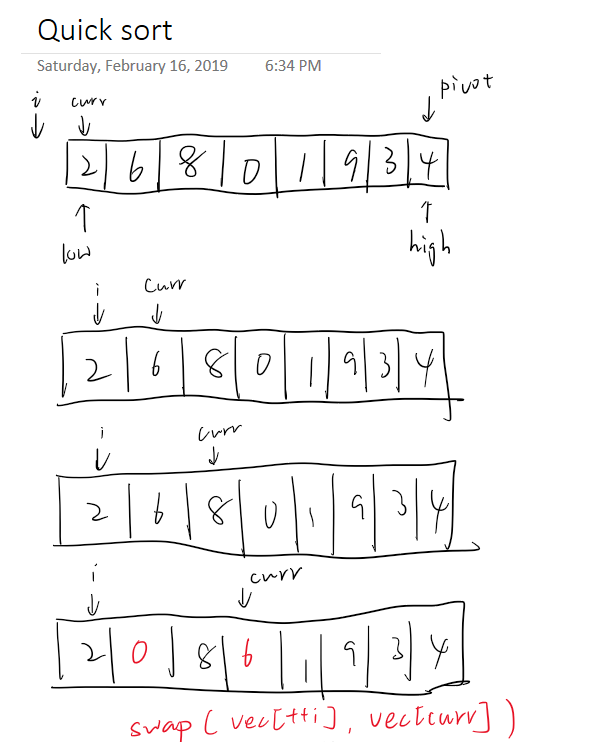 Quick sort
Saturday, February 16, 2019 6:34 PM
i curr pivot
2 6 8 0 1 9 3 4
low high
i curr
2 6 8 0 1 9 3 4
i curr
2 6 8 0 1 9 3 4
i curr
2 0 8 6 1 9 3 4
swap ( vec[++i], vec[curr] )